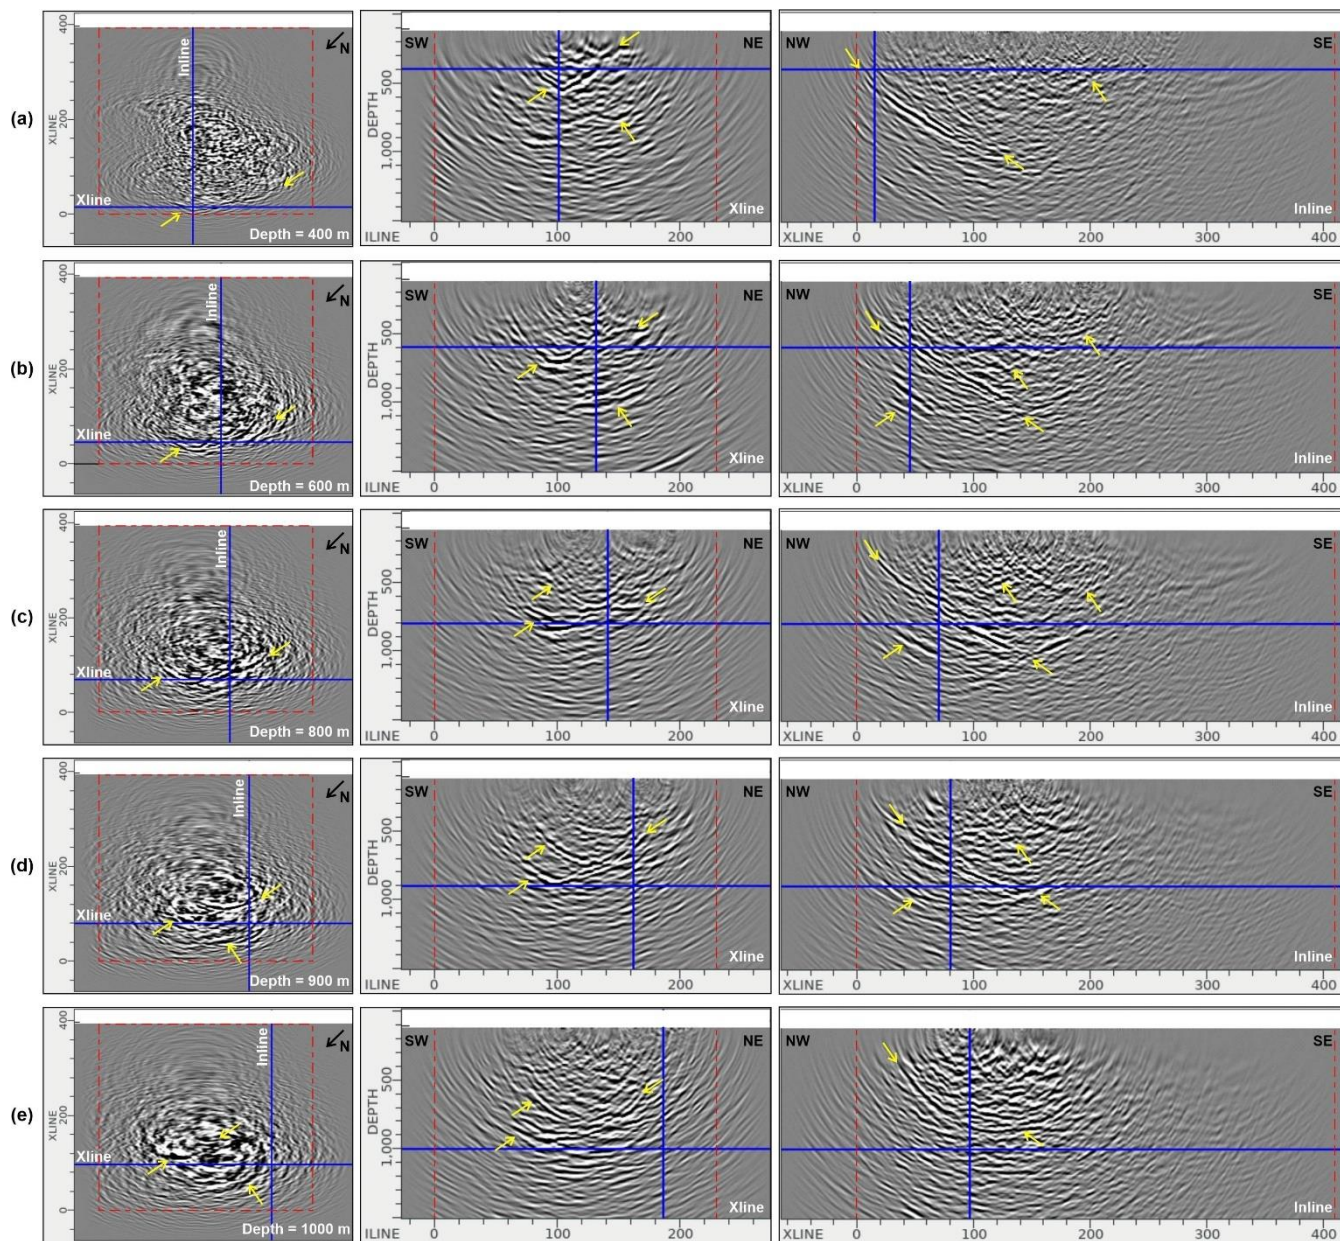 (a)
400
200
0
XLINE
Inline
N
Xline
Depth = 400 m
SW
NE
DEPTH
500
1,000
Xline
ILINE
0
100
200
NW
SE
Inline
XLINE
0
100
200
300
400
(b)
400
200
0
XLINE
Inline
N
Xline
Depth = 600 m
SW
NE
DEPTH
500
1,000
Xline
ILINE
0
100
200
NW
SE
Inline
XLINE
0
100
200
300
400
(c)
400
200
0
XLINE
Inline
N
Xline
Depth = 800 m
SW
NE
DEPTH
500
1,000
Xline
ILINE
0
100
200
NW
SE
Inline
XLINE
0
100
200
300
400
(d)
400
200
0
XLINE
Inline
N
Xline
Depth = 900 m
SW
NE
DEPTH
500
1,000
Xline
ILINE
0
100
200
NW
SE
Inline
XLINE
0
100
200
300
400
(e)
400
200
0
XLINE
Inline
N
Xline
Depth = 1000 m
SW
NE
DEPTH
500
1,000
Xline
ILINE
0
100
200
NW
SE
Inline
XLINE
0
100
200
300
400